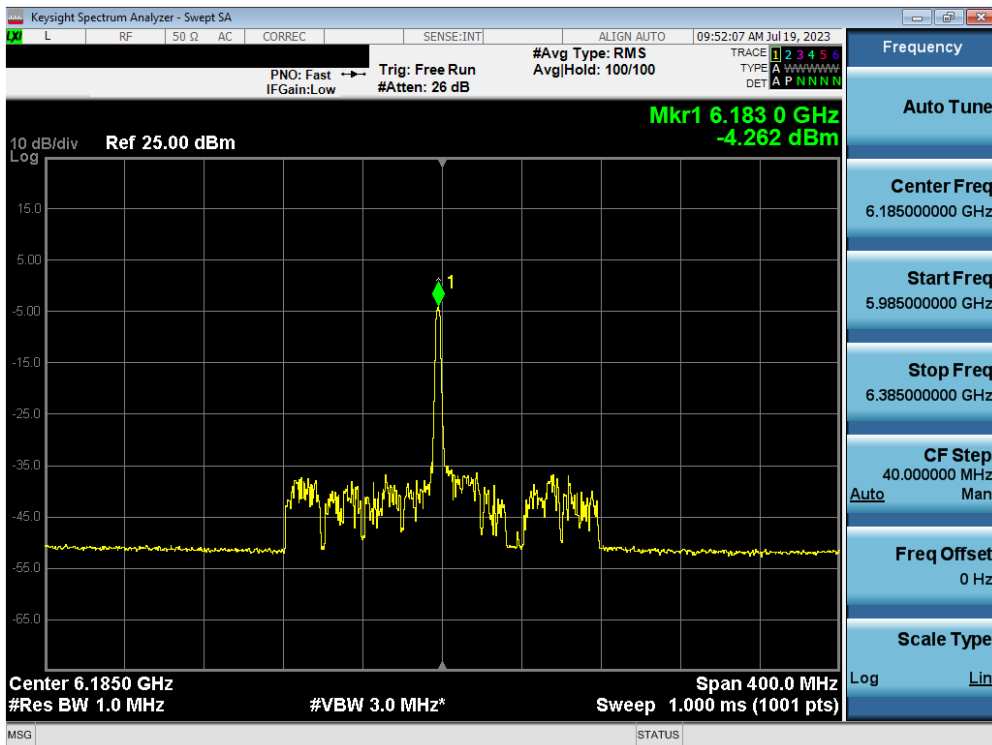 Keysight Spectrum Analyzer - Swept SA
LXI L RF 50 Ω AC CORREC SENSE:INT ALIGN AUTO 09:52:07 AM Jul 19, 2023
#Avg Type: RMS TRACE 1 2 3 4 5 6
PNO: Fast Trig: Free Run Avg|Hold: 100/100 TYPE A WWWWW
IFGain:Low #Atten: 26 dB DET A P N N N N
Mkr1 6.183 0 GHz
-4.262 dBm
10 dB/div Ref 25.00 dBm
Log
15.0
5.00
1
-5.00
-15.0
-25.0
-35.0
-45.0
-55.0
-65.0
Center 6.1850 GHz Span 400.0 MHz
#Res BW 1.0 MHz #VBW 3.0 MHz* Sweep 1.000 ms (1001 pts)
MSG STATUS
Frequency
Auto Tune
Center Freq
6.185000000 GHz
Start Freq
5.985000000 GHz
Stop Freq
6.385000000 GHz
CF Step
40.000000 MHz
Auto Man
Freq Offset
0 Hz
Scale Type
Log Lin